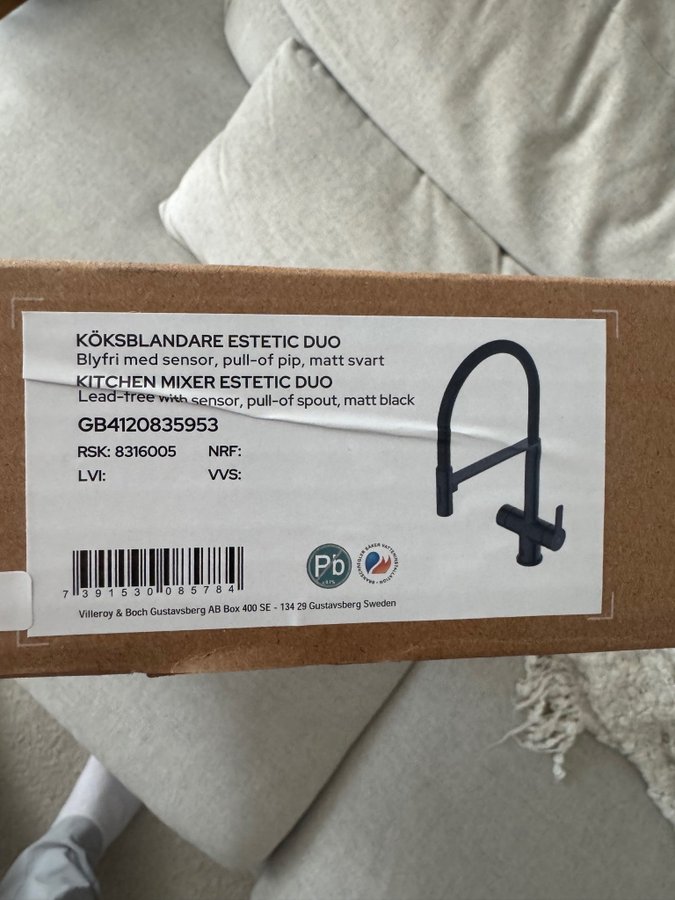 KÖKSBLANDARE ESTETIC DUO
Blyfri med sensor, pull-of pip, matt svart
KITCHEN MIXER ESTETIC DUO
Lead-free with sensor, pull-of spout, matt black
GB4120835953
RSK: 8316005 NRF:
LVI: VVS:
Pb
7 391530 085784
Villeroy & Boch Gustavsberg AB Box 400 SE - 134 29 Gustavsberg Sweden